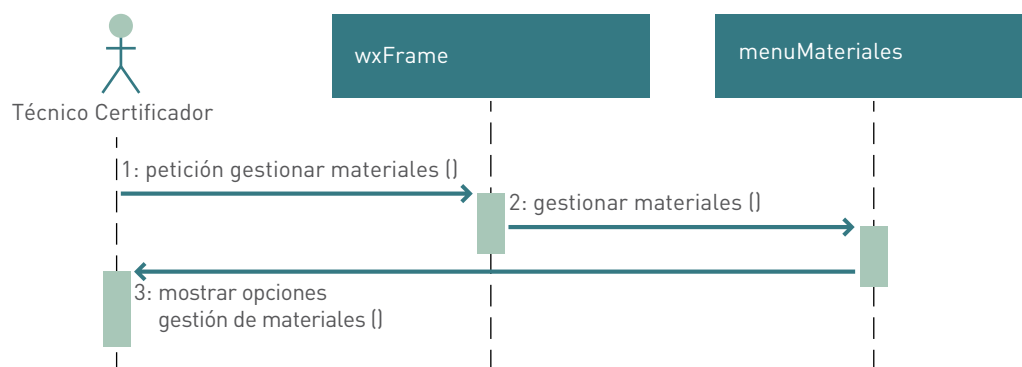 wxFrame
menuMateriales
Técnico Certificador
1: petición gestionar materiales ()
2: gestionar materiales ()
3: mostrar opciones
gestión de materiales ()